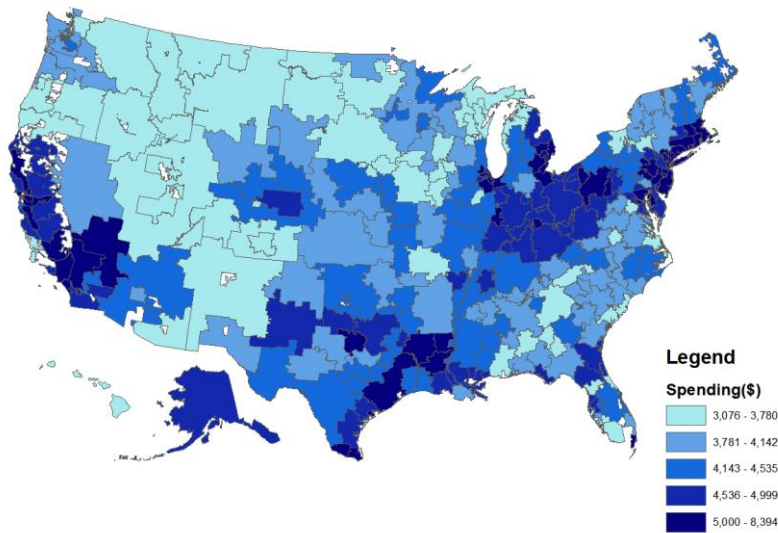 Legend
Spending($)
3,076 - 3,780
3,781 - 4,142
4,143 - 4,535
4,536 - 4,999
5,000 - 8,394